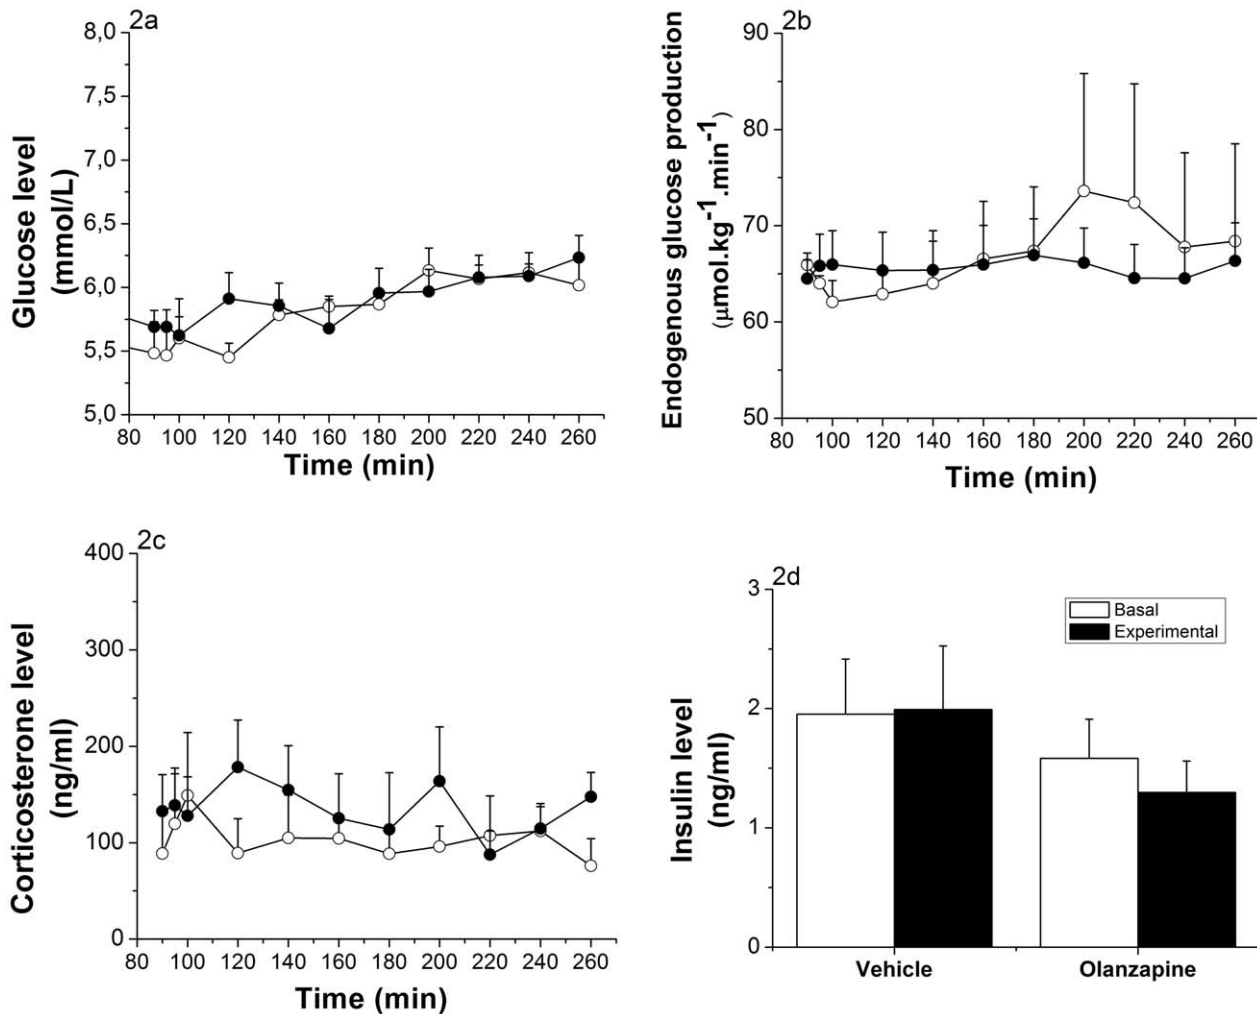 2a
Glucose level
(mmol/L)
8,0
7,5
7,0
6,5
6,0
5,5
5,0
80 100 120 140 160 180 200 220 240 260
Time (min)
2b
Endogenous glucose production
(μmol.kg⁻¹.min⁻¹)
90
80
70
60
50
80 100 120 140 160 180 200 220 240 260
Time (min)
2c
Corticosterone level
(ng/ml)
400
300
200
100
0
80 100 120 140 160 180 200 220 240 260
Time (min)
2d
Insulin level
(ng/ml)
3
2
1
0
Basal
Experimental
Vehicle Olanzapine